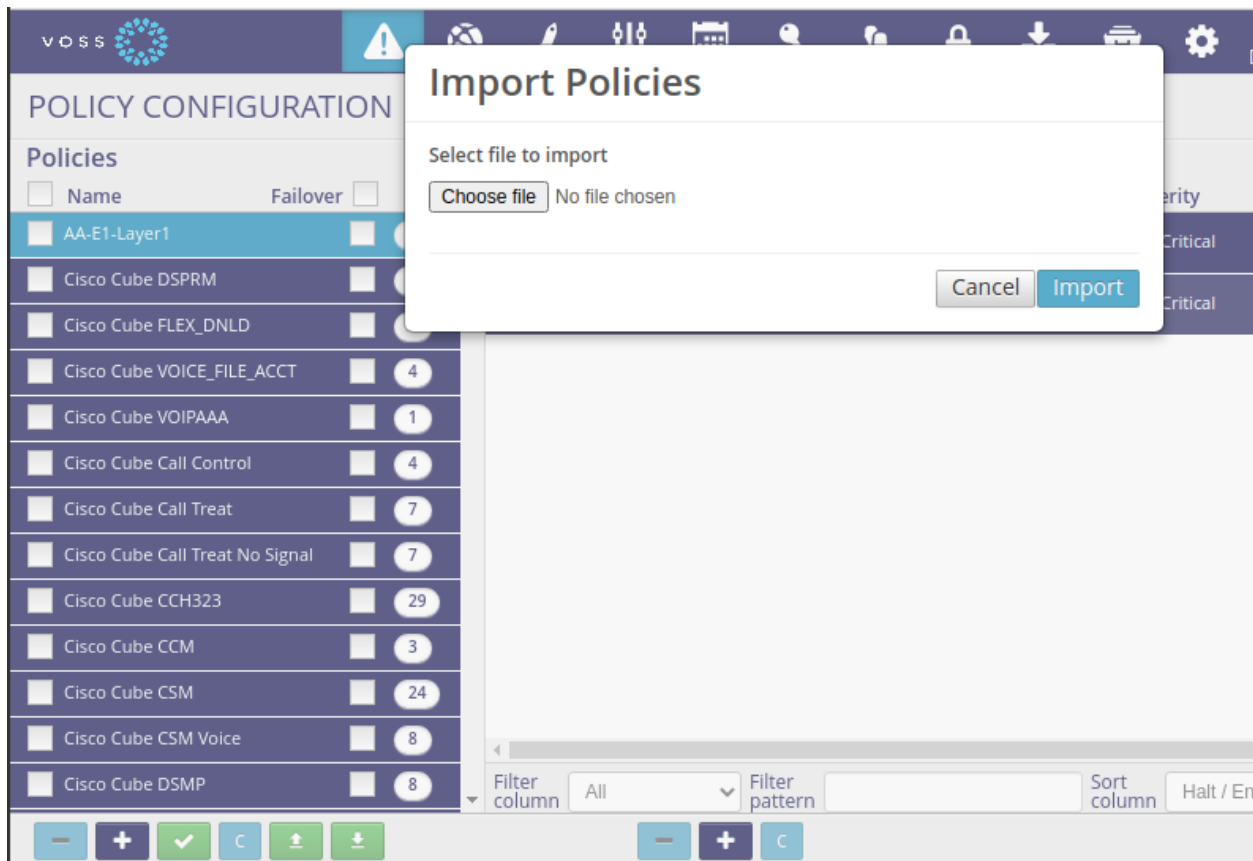 VOSS
Import Policies
POLICY CONFIGURATION
Select file to import
Choose file No file chosen
Cancel Import
Policies
Name Failover
AA-E1-Layer1
Cisco Cube DSPRM
Cisco Cube FLEX_DNLD
Cisco Cube VOICE_FILE_ACCT 4
Cisco Cube VOIPAAA 1
Cisco Cube Call Control 4
Cisco Cube Call Treat 7
Cisco Cube Call Treat No Signal 7
Cisco Cube CCH323 29
Cisco Cube CCM 3
Cisco Cube CSM 24
Cisco Cube CSM Voice 8
Cisco Cube DSMP 8
erity
Critical
Critical
Filter column All Filter pattern Sort column Halt / Em
C C